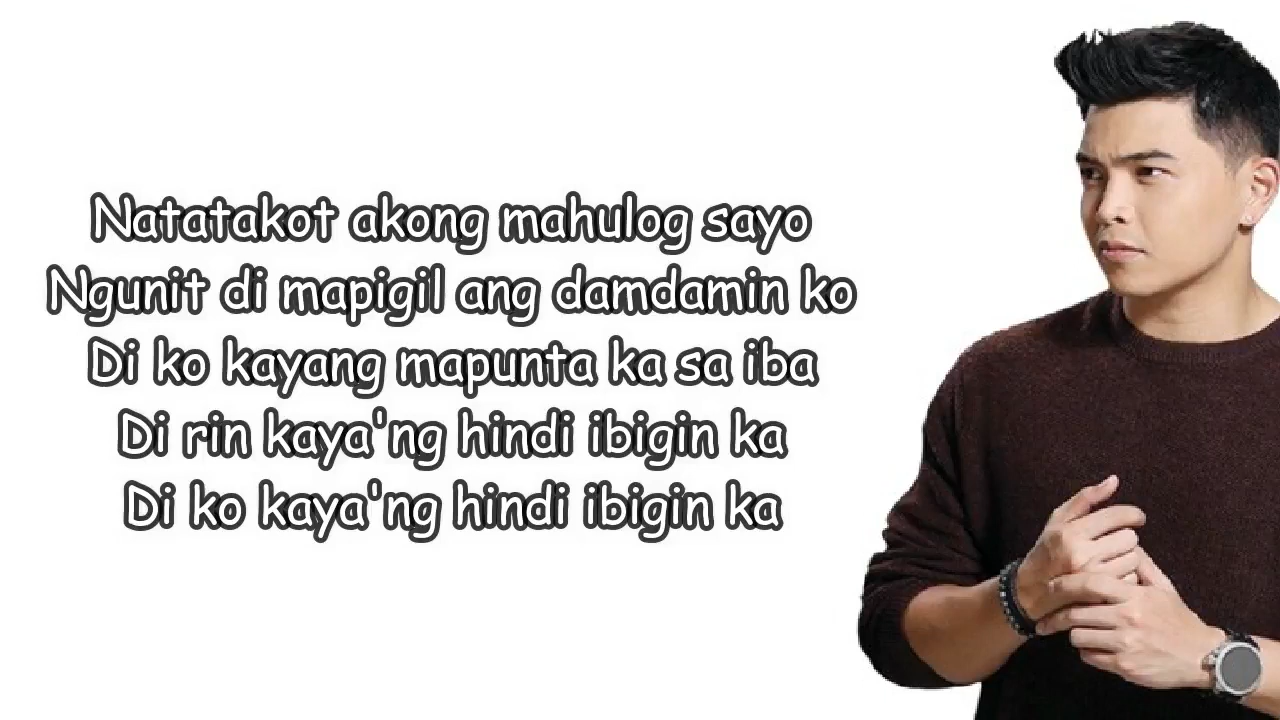 Natatakot akong mahulog sayo
Ngunit di mapigil ang damdamin ko
Di ko kayang mapunta ka sa iba
Di rin kaya'ng hindi ibigin ka
Di ko kaya'ng hindi ibigin ka